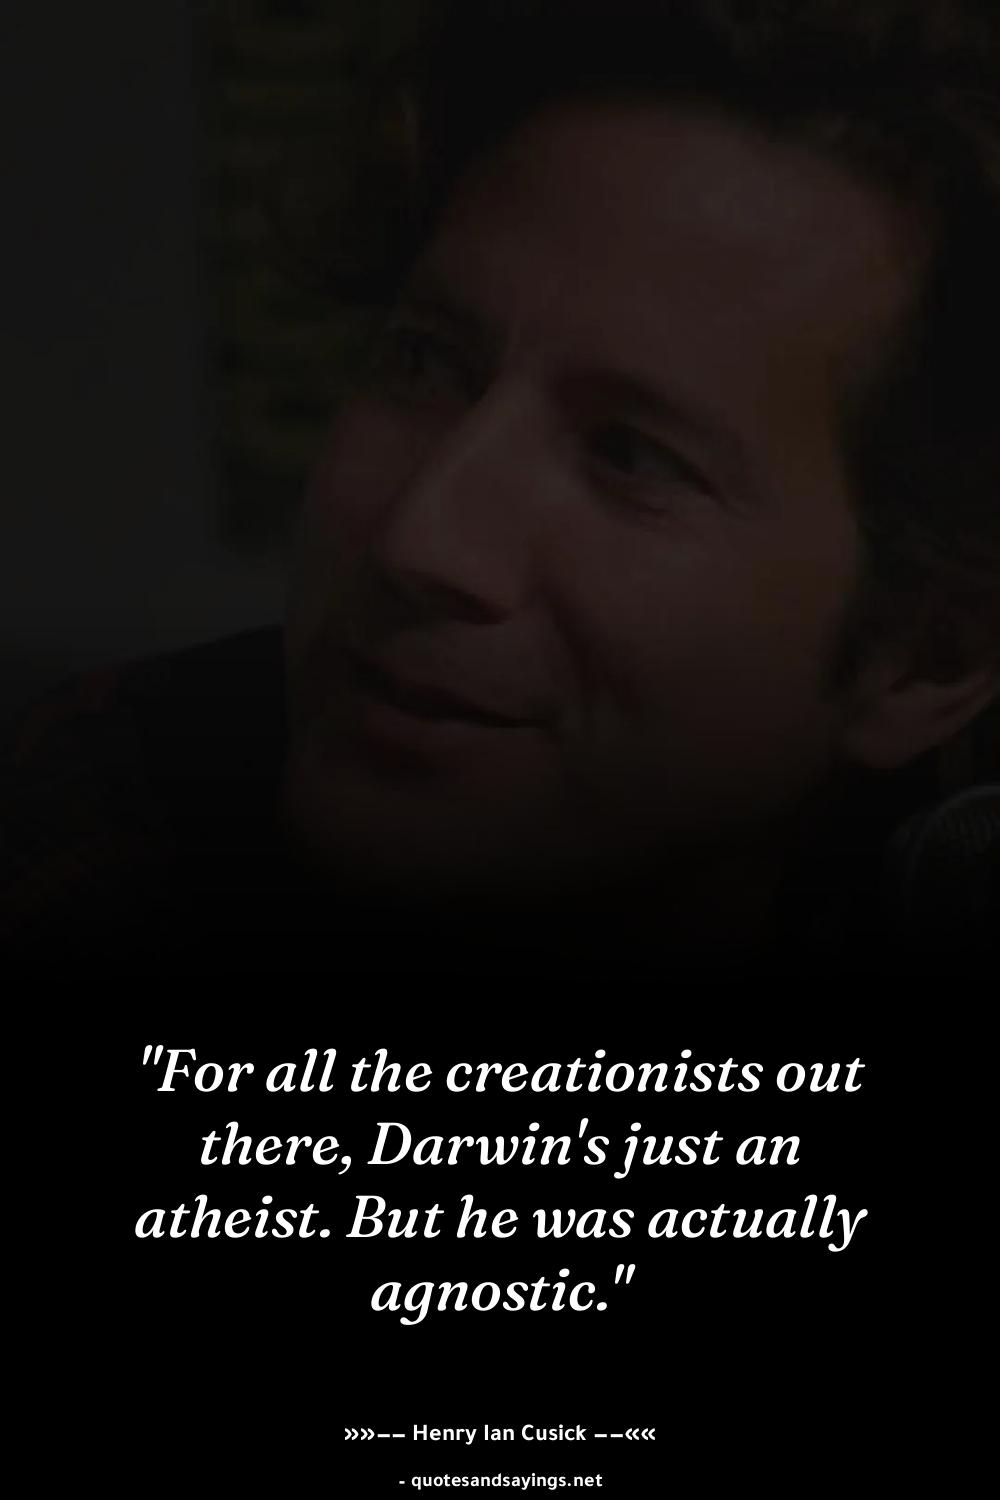 "For all the creationists out
there, Darwin's just an
atheist. But he was actually
agnostic."
»»−− Henry Ian Cusick −−««
- quotesandsayings.net